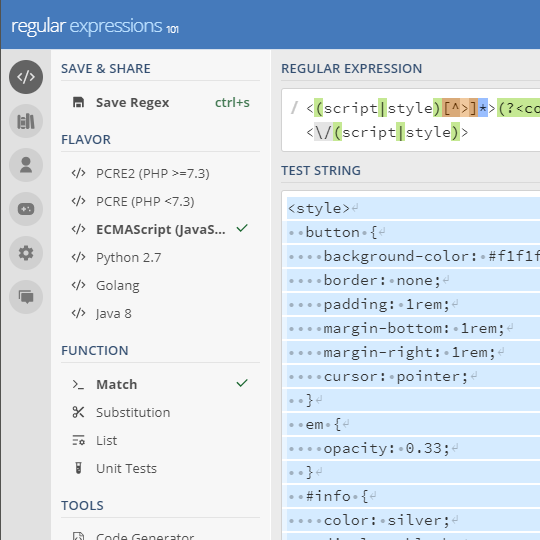 regular expressions 101
SAVE & SHARE
Save Regex ctrl+s
FLAVOR
PCRE2 (PHP >=7.3)
PCRE (PHP <7.3)
ECMAScript (JavaS...
Python 2.7
Golang
Java 8
FUNCTION
Match
Substitution
List
Unit Tests
TOOLS
Code Generator
REGULAR EXPRESSION
/ <(script|style)[^>]*>(?<co
<\/(script|style)>
TEST STRING
<style>↵
••button•{↵
••••background-color:•#f1f1f
••••border:•none;↵
••••padding:•1rem;↵
••••margin-bottom:•1rem;↵
••••margin-right:•1rem;↵
••••cursor:•pointer;↵
••}↵
••em•{↵
••••opacity:•0.33;↵
••}↵
••#info•{↵
••••color:•silver;↵